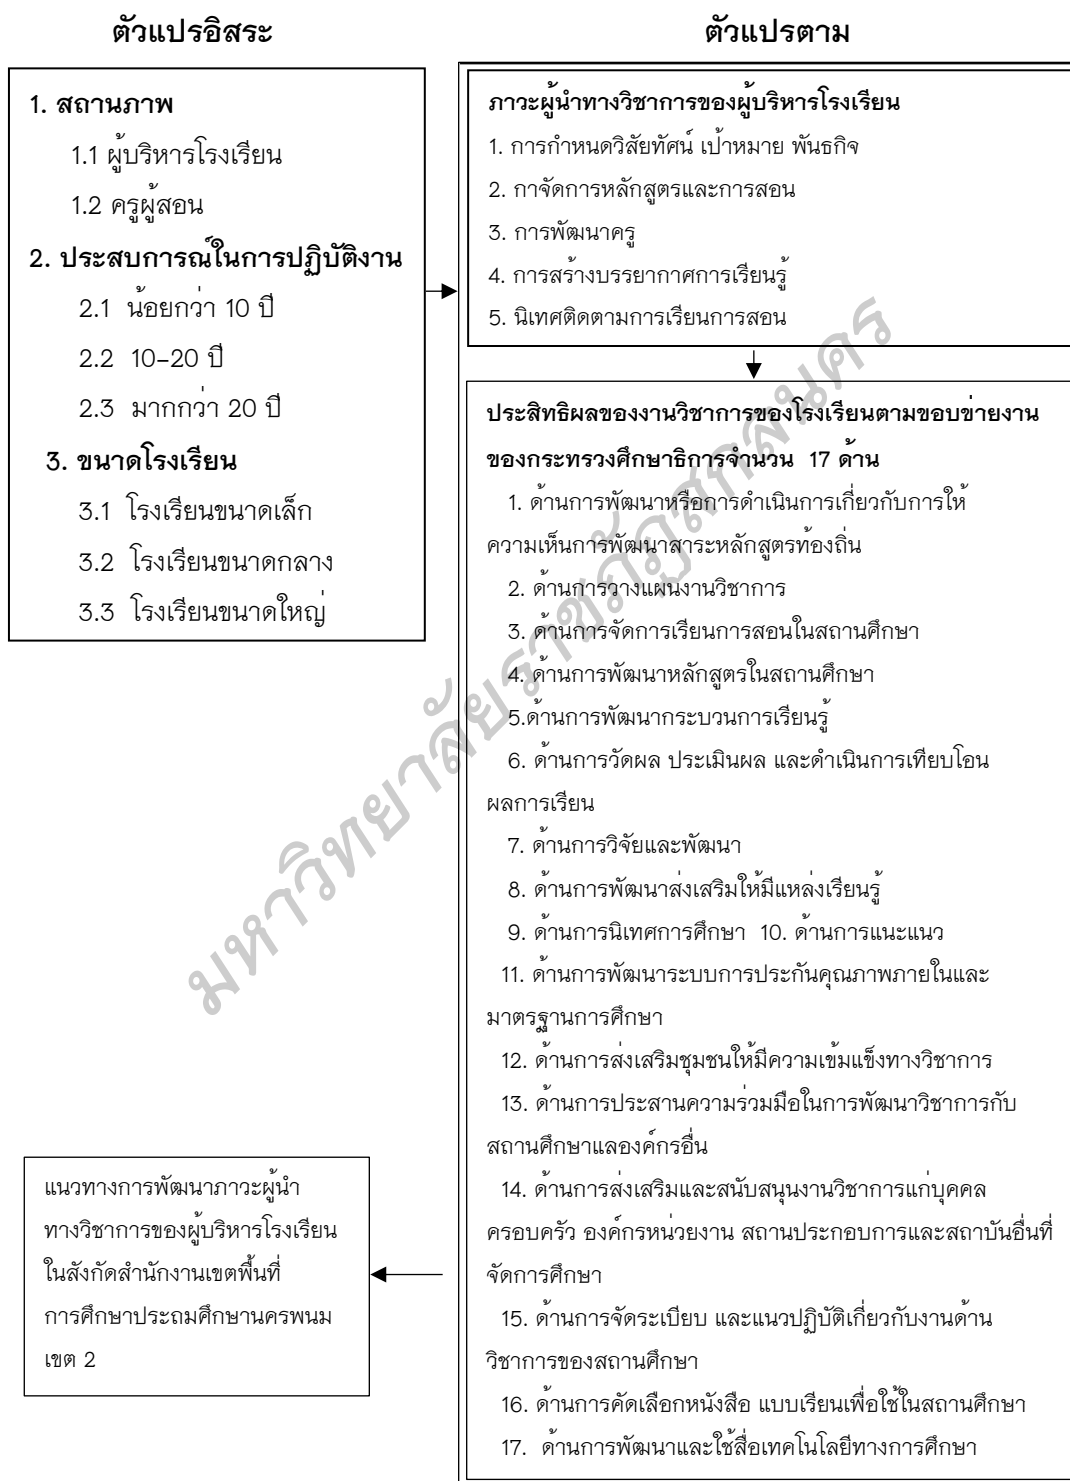 ตัวแปรอิสระ
ตัวแปรตาม
1. สถานภาพ
1.1 ผู้บริหารโรงเรียน
1.2 ครูผู้สอน
2. ประสบการณ์ในการปฏิบัติงาน
2.1 น้อยกว่า 10 ปี
2.2 10-20 ปี
2.3 มากกว่า 20 ปี
3. ขนาดโรงเรียน
3.1 โรงเรียนขนาดเล็ก
3.2 โรงเรียนขนาดกลาง
3.3 โรงเรียนขนาดใหญ่
ภาวะผู้นำทางวิชาการของผู้บริหารโรงเรียน
1. การกำหนดวิสัยทัศน์ เป้าหมาย พันธกิจ
2. กาจัดการหลักสูตรและการสอน
3. การพัฒนาครู
4. การสร้างบรรยากาศการเรียนรู้
5. นิเทศติดตามการเรียนการสอน
ประสิทธิผลของงานวิชาการของโรงเรียนตามขอบข่ายงาน
ของกระทรวงศึกษาธิการจำนวน 17 ด้าน
1. ด้านการพัฒนาหรือการดำเนินการเกี่ยวกับการให้
ความเห็นการพัฒนาสาระหลักสูตรท้องถิ่น
2. ด้านการวางแผนงานวิชาการ
3. ด้านการจัดการเรียนการสอนในสถานศึกษา
4. ด้านการพัฒนาหลักสูตรในสถานศึกษา
5.ด้านการพัฒนากระบวนการเรียนรู้
6. ด้านการวัดผล ประเมินผล และดำเนินการเทียบโอน
ผลการเรียน
7. ด้านการวิจัยและพัฒนา
8. ด้านการพัฒนาส่งเสริมให้มีแหล่งเรียนรู้
9. ด้านการนิเทศการศึกษา 10. ด้านการแนะแนว
11. ด้านการพัฒนาระบบการประกันคุณภาพภายในและ
มาตรฐานการศึกษา
12. ด้านการส่งเสริมชุมชนให้มีความเข้มแข็งทางวิชาการ
13. ด้านการประสานความร่วมมือในการพัฒนาวิชาการกับ
สถานศึกษาแลองค์กรอื่น
14. ด้านการส่งเสริมและสนับสนุนงานวิชาการแก่บุคคล
ครอบครัว องค์กรหน่วยงาน สถานประกอบการและสถาบันอื่นที่
จัดการศึกษา
15. ด้านการจัดระเบียบ และแนวปฏิบัติเกี่ยวกับงานด้าน
วิชาการของสถานศึกษา
16. ด้านการคัดเลือกหนังสือ แบบเรียนเพื่อใช้ในสถานศึกษา
17. ด้านการพัฒนาและใช้สื่อเทคโนโลยีทางการศึกษา
แนวทางการพัฒนาภาวะผู้นำ
ทางวิชาการของผู้บริหารโรงเรียน
ในสังกัดสำนักงานเขตพื้นที่
การศึกษาประถมศึกษานครพนม
เขต 2
มหาวิทยาลัยราชภัฏสกลนคร